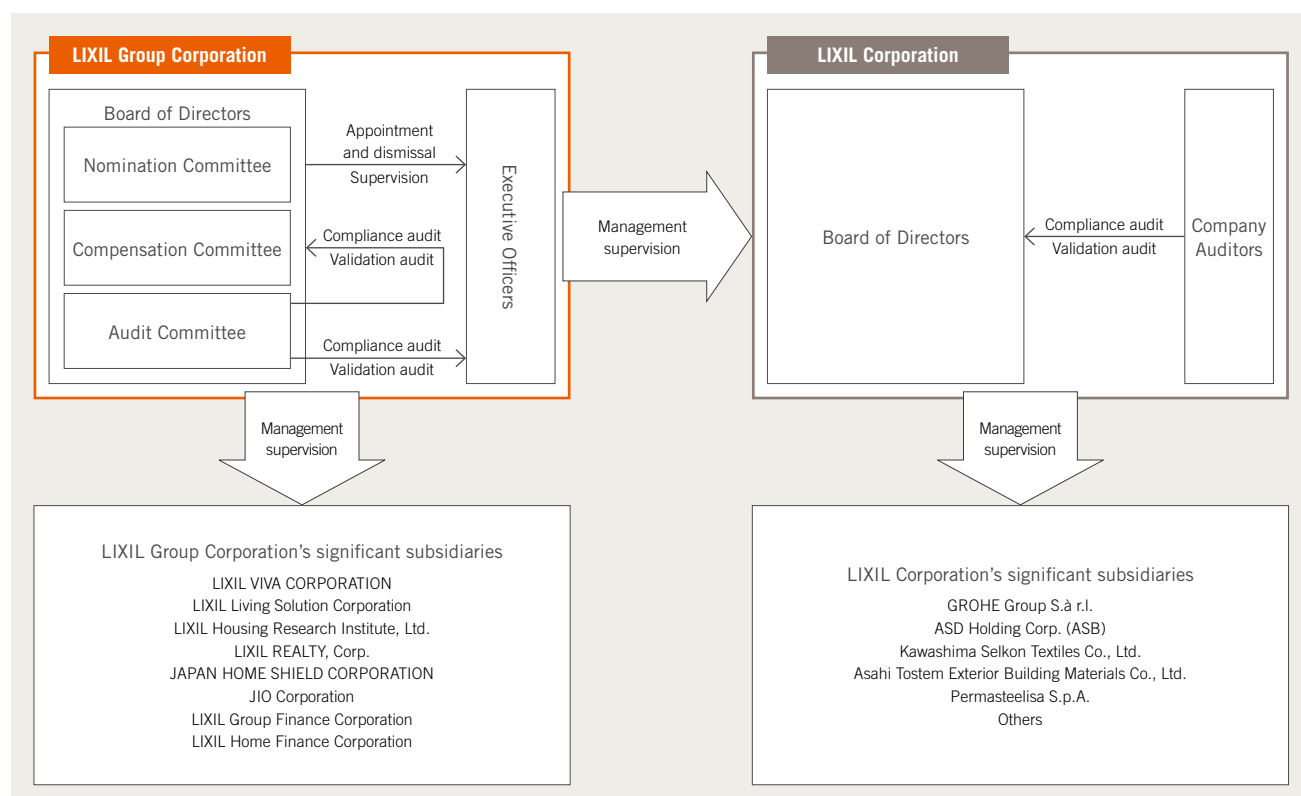 LIXIL Group Corporation
Board of Directors
Nomination Committee
Compensation Committee
Audit Committee
Appointment
and dismissal
Supervision
Compliance audit
Validation audit
Compliance audit
Validation audit
Executive Officers
Management
supervision
LIXIL Corporation
Board of Directors
Compliance audit
Validation audit
Company
Auditors
Management
supervision
Management
supervision
LIXIL Group Corporation's significant subsidiaries
LIXIL VIVA CORPORATION
LIXIL Living Solution Corporation
LIXIL Housing Research Institute, Ltd.
LIXIL REALTY, Corp.
JAPAN HOME SHIELD CORPORATION
JIO Corporation
LIXIL Group Finance Corporation
LIXIL Home Finance Corporation
LIXIL Corporation's significant subsidiaries
GROHE Group S.à r.l.
ASD Holding Corp. (ASB)
Kawashima Selkon Textiles Co., Ltd.
Asahi Tostem Exterior Building Materials Co., Ltd.
Permasteelisa S.p.A.
Others